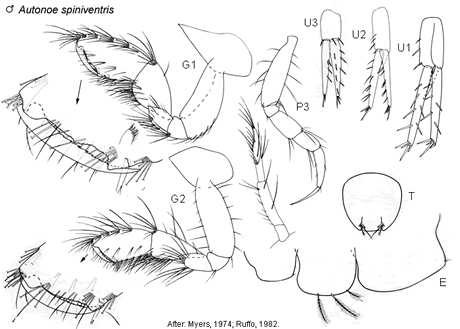 ♂ Autonoe spiniventris
U3
U2
U1
G1
P3
G2
T
E
After: Myers, 1974; Ruffo, 1982.